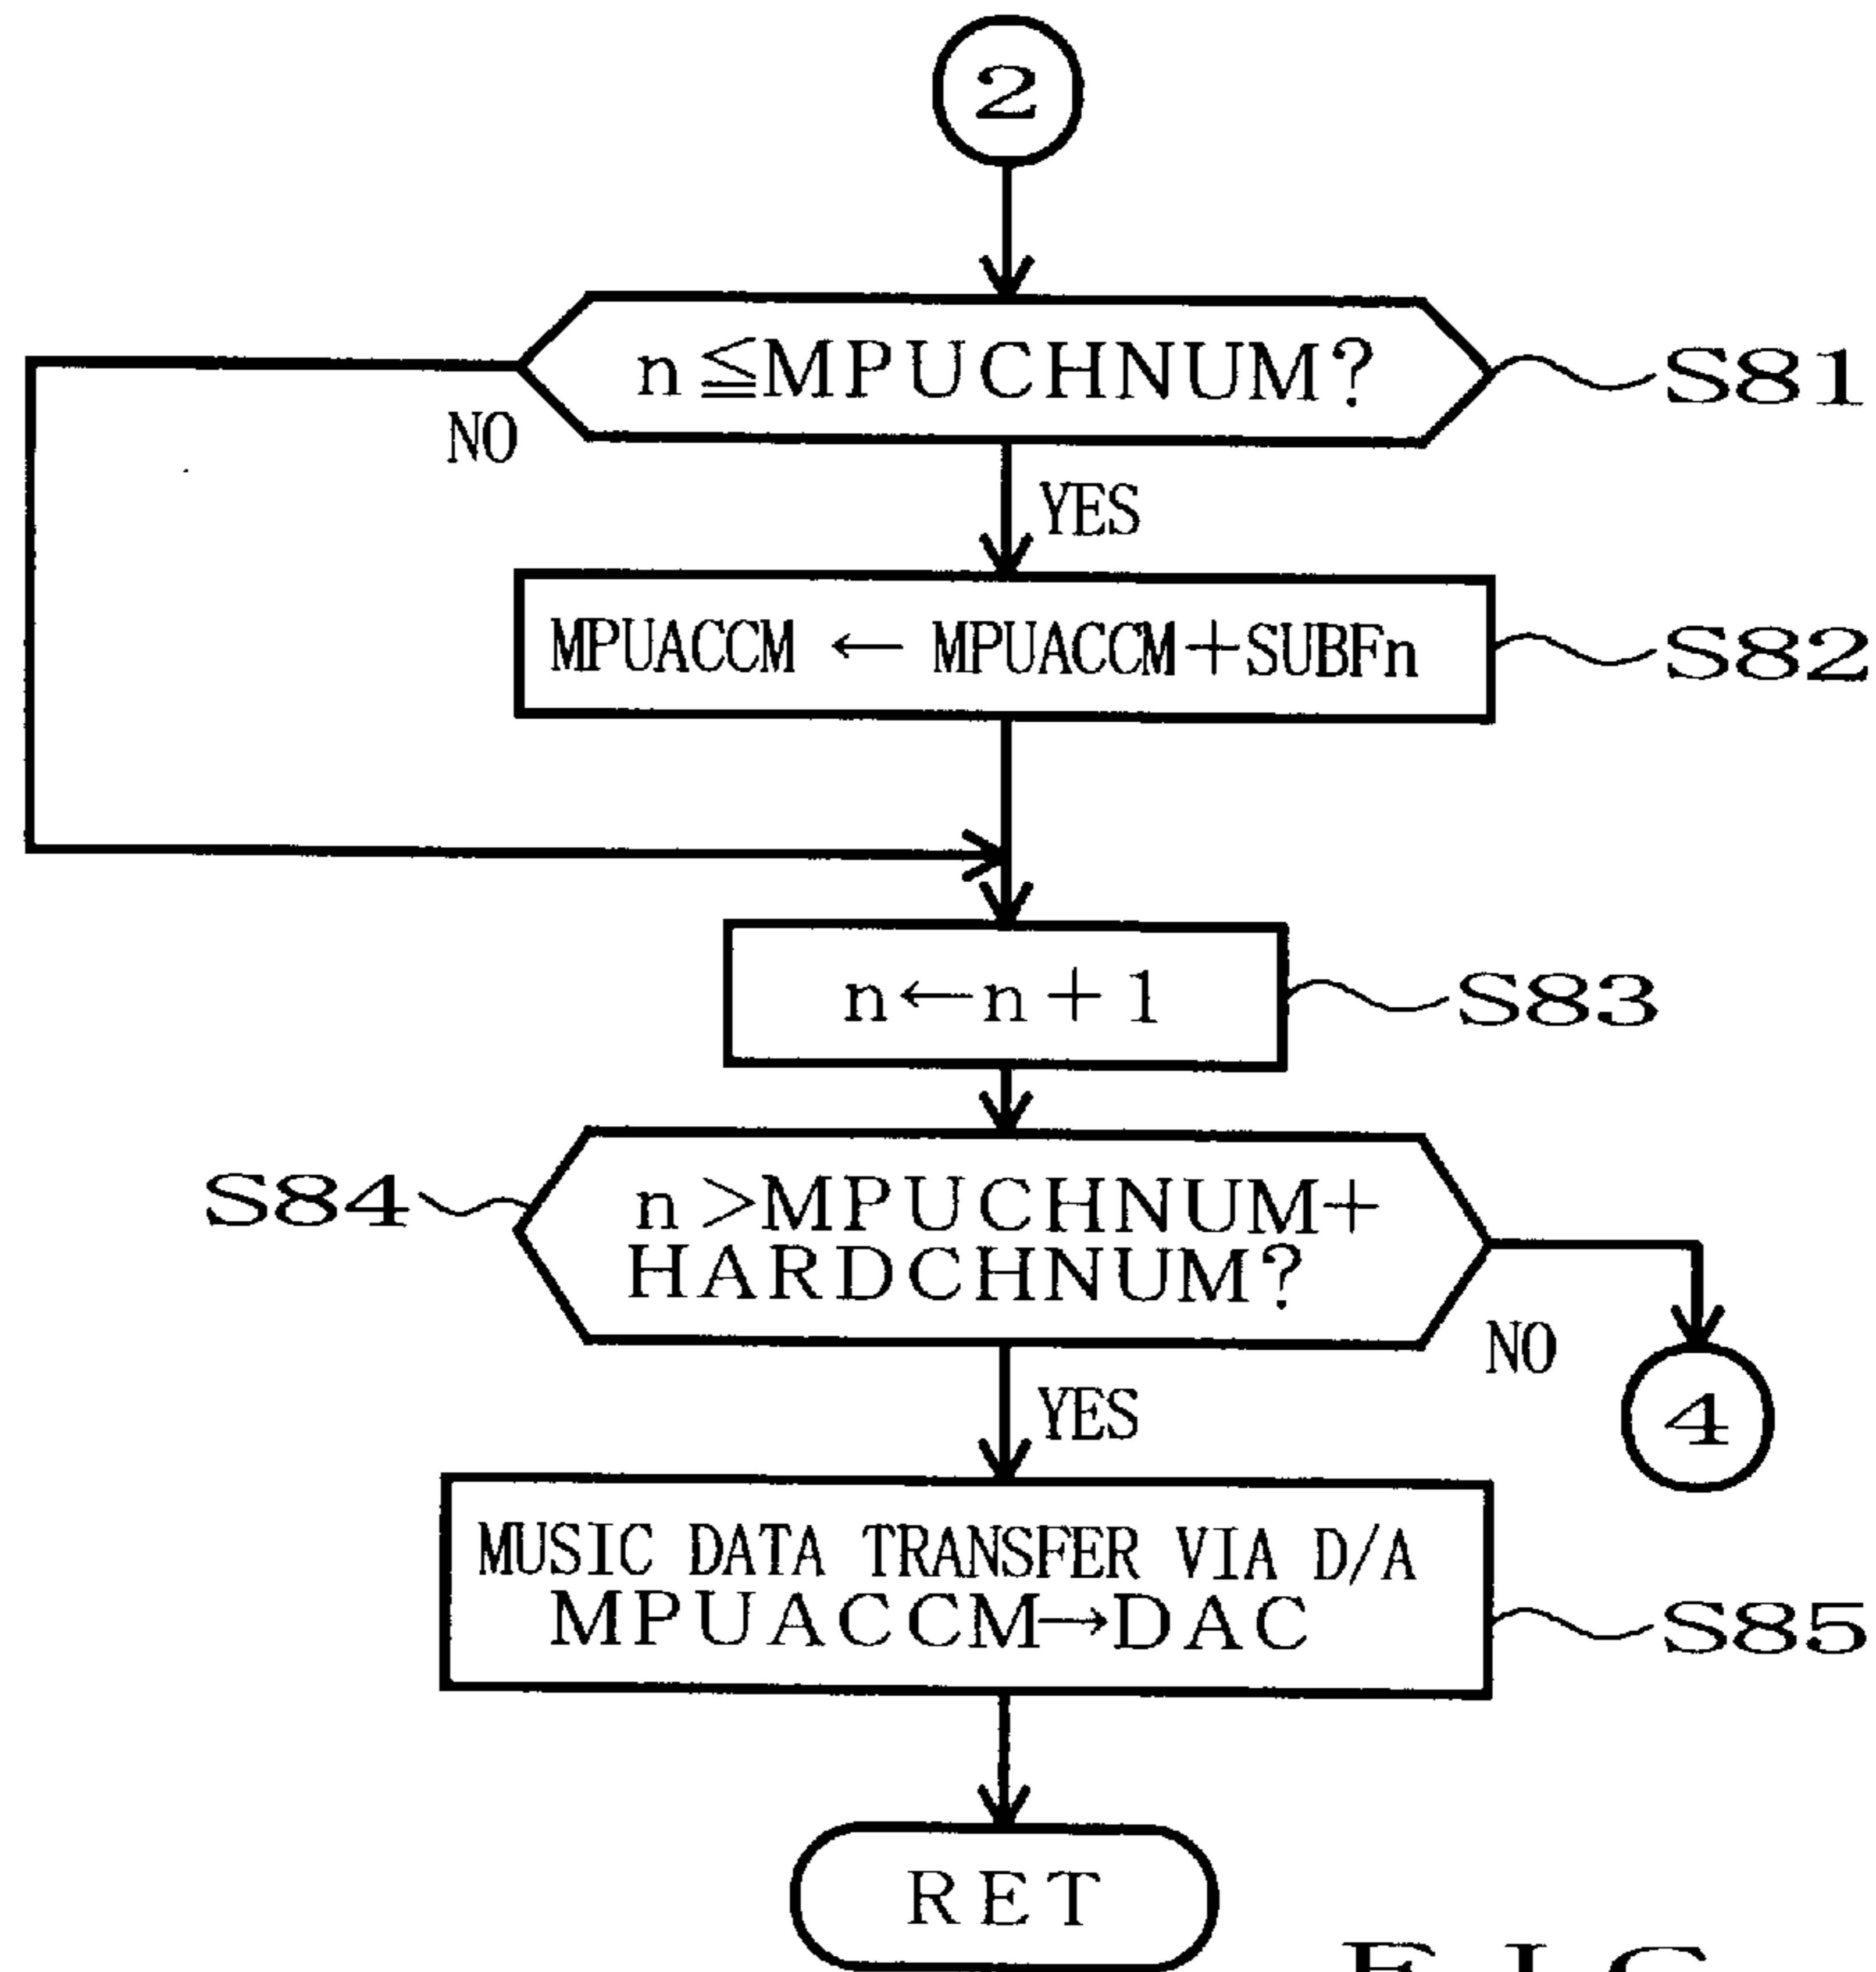 2
n≦MPUCHNUM?
S81
NO
YES
MPUACCM ← MPUACCM+SUBFn
S82
n←n+1
S83
S84
n>MPUCHNUM+
HARDCHNUM?
NO
YES
4
MUSIC DATA TRANSFER VIA D/A
MPUACCM→DAC
S85
RET